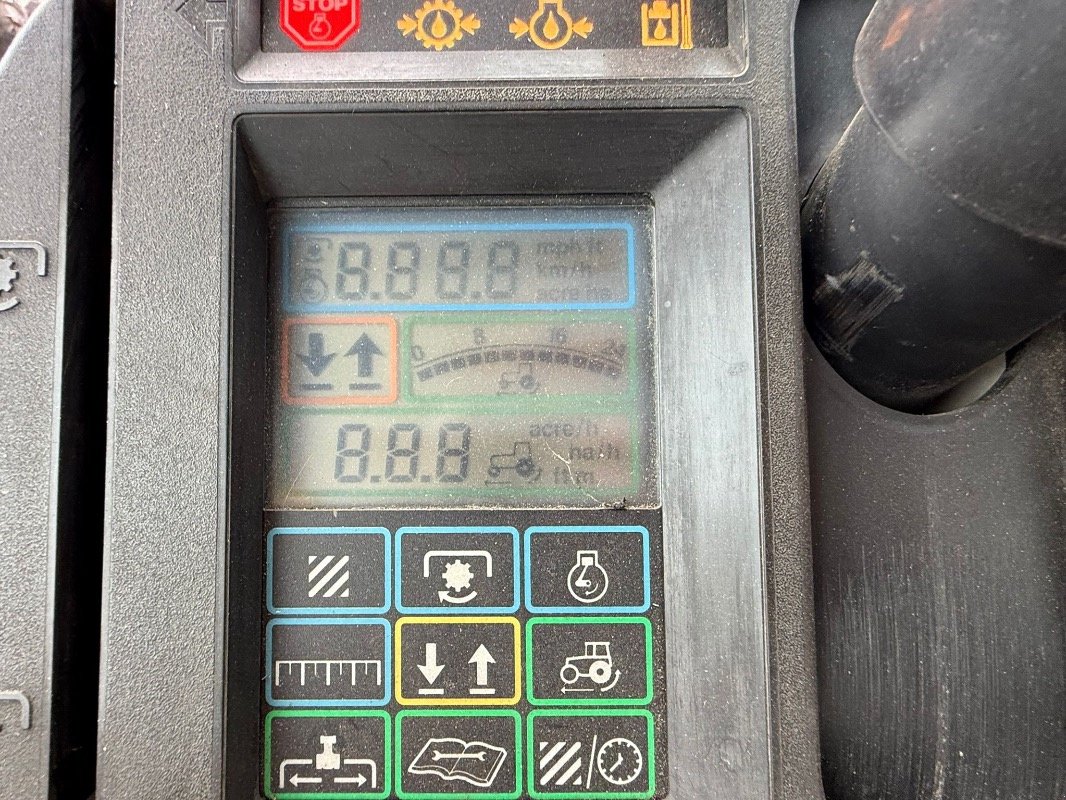 STOP
8.8 8.8
mph ft
km/h
acre ha
0 8 16 24
8.8.8
acre/h
ha/h
ft m